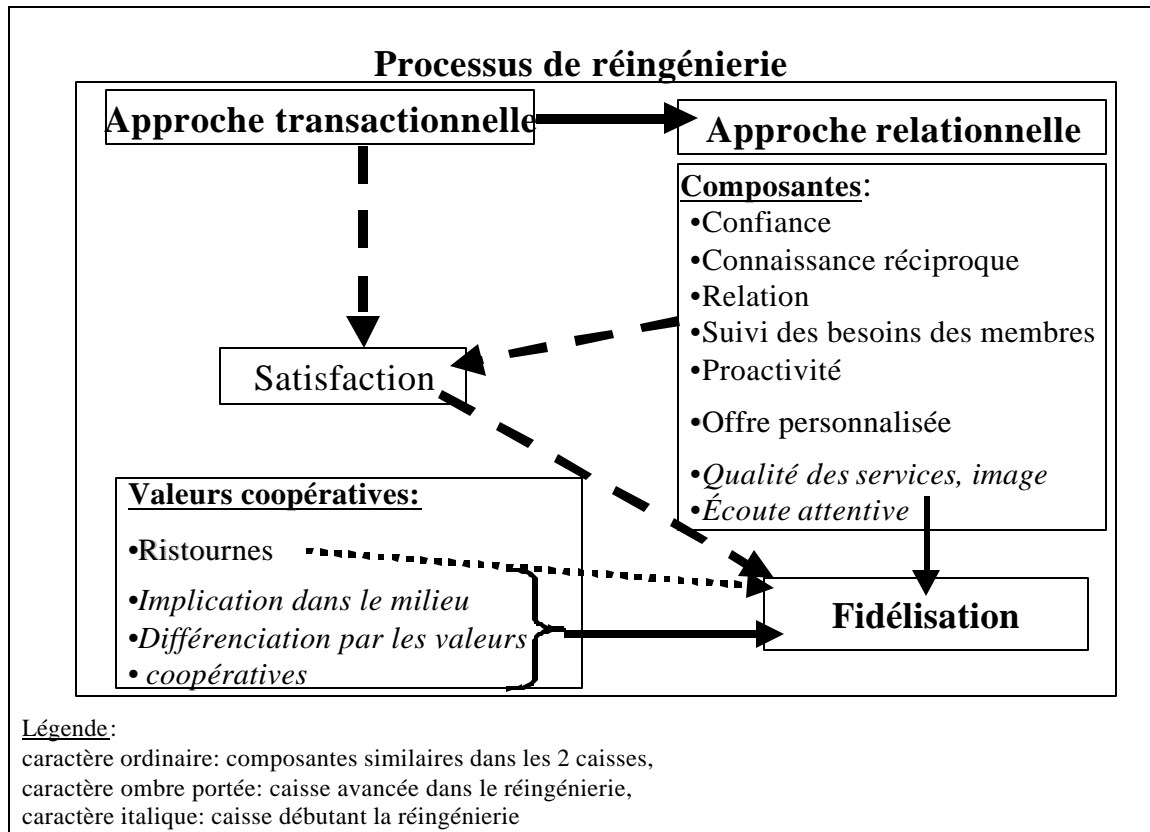 Processus de réingénierie
Approche transactionnelle
Approche relationnelle
Composantes:
•Confiance
•Connaissance réciproque
•Relation
•Suivi des besoins des membres
•Proactivité
•Offre personnalisée
•Qualité des services, image
•Écoute attentive
Satisfaction
Valeurs coopératives:
•Ristournes
•Implication dans le milieu
•Différenciation par les valeurs
• coopératives
Fidélisation
Légende:
caractère ordinaire: composantes similaires dans les 2 caisses,
caractère ombre portée: caisse avancée dans le réingénierie,
caractère italique: caisse débutant la réingénierie